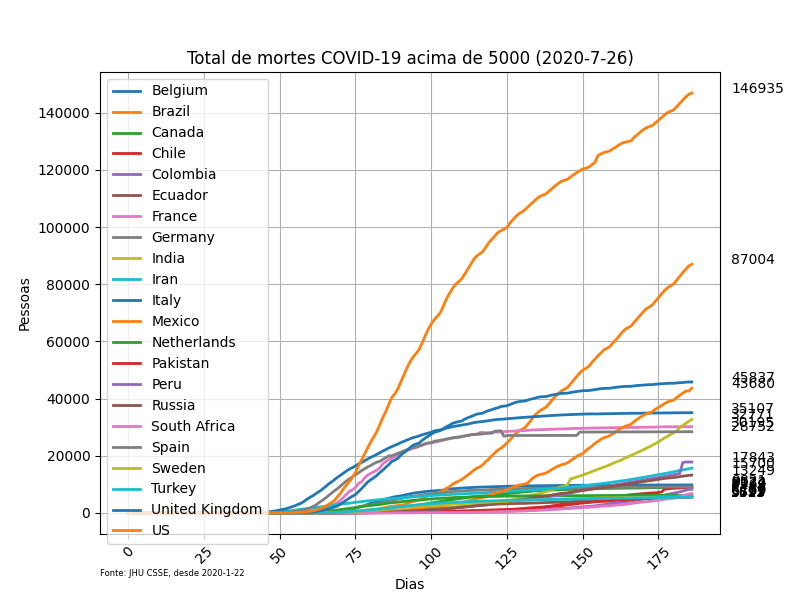 Total de mortes COVID-19 acima de 5000 (2020-7-26)
146935
140000
120000
100000
80000
60000
40000
20000
0
Pessoas
Belgium
Brazil
Canada
Chile
Colombia
Ecuador
France
Germany
India
Iran
Italy
Mexico
Netherlands
Pakistan
Peru
Russia
South Africa
Spain
Sweden
Turkey
United Kingdom
US
87004
45837
43680
35107
32771
30195
17843
15700
13249
0
25
50
75
100
125
150
175
Dias
Fonte: JHU CSSE, desde 2020-1-22